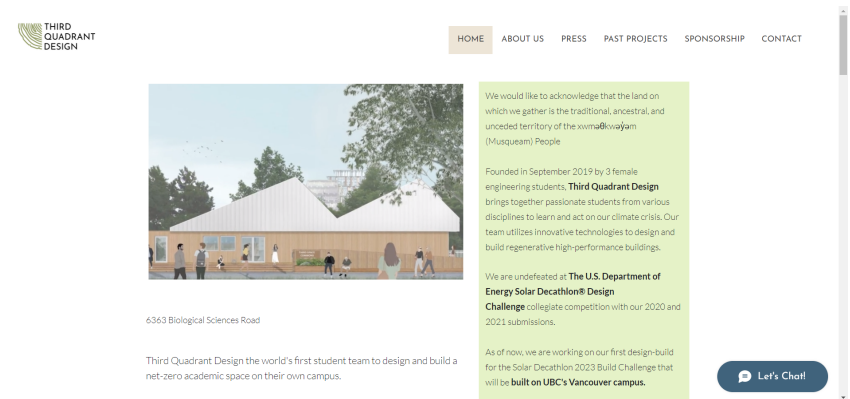 THIRD
QUADRANT
DESIGN
HOME ABOUT US PRESS PAST PROJECTS SPONSORSHIP CONTACT
We would like to acknowledge that the land on
which we gather is the traditional, ancestral, and
unceded territory of the xwməθkwəy̓əm
(Musqueam) People
Founded in September 2019 by 3 female
engineering students, Third Quadrant Design
brings together passionate students from various
disciplines to learn and act on our climate crisis. Our
team utilizes innovative technologies to design and
build regenerative high-performance buildings.
We are undefeated at The U.S. Department of
Energy Solar Decathlon® Design
Challenge collegiate competition with our 2020 and
2021 submissions.
As of now, we are working on our first design-build
for the Solar Decathlon 2023 Build Challenge that
will be built on UBC's Vancouver campus.
6363 Biological Sciences Road
Third Quadrant Design the world's first student team to design and build a
net-zero academic space on their own campus.
Let's Chat!